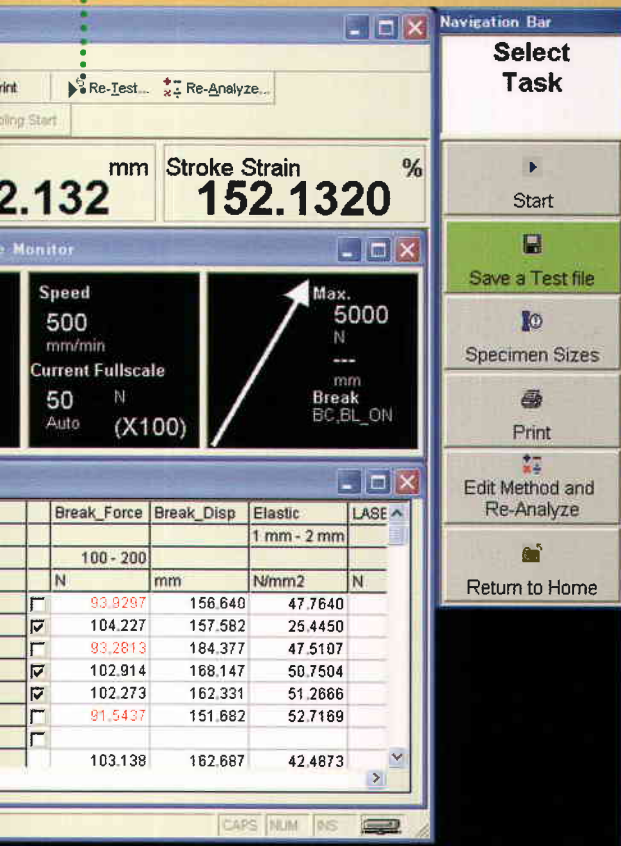 Navigation Bar
Select
Task
Re-Test... Re-Analyze...
Start
mm Stroke Strain %
2.132 152.1320
Start
Save a Test file
Monitor
Speed
500
mm/min
Current Fullscale
50 N
Auto (X100)
Max.
5000
N
---
mm
Break
BC,BL_ON
Specimen Sizes
Print
Edit Method and
Re-Analyze
Return to Home
Break_Force Break_Disp Elastic LASE
1 mm - 2 mm
100 - 200
N mm N/mm2 N
93.9297 156.640 47.7640
104.227 157.582 25.4450
93.2813 184.377 47.5107
102.914 168.147 50.7504
102.273 162.331 51.2666
91.5437 151.682 52.7169
103.138 162.687 42.4873
CAPS NUM INS